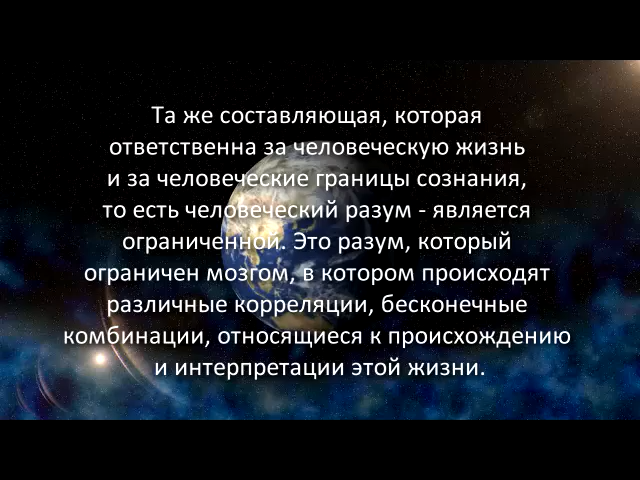 Та же составляющая, которая
ответственна за человеческую жизнь
и за человеческие границы сознания,
то есть человеческий разум - является
ограниченной. Это разум, который
ограничен мозгом, в котором происходят
различные корреляции, бесконечные
комбинации, относящиеся к происхождению
и интерпретации этой жизни.